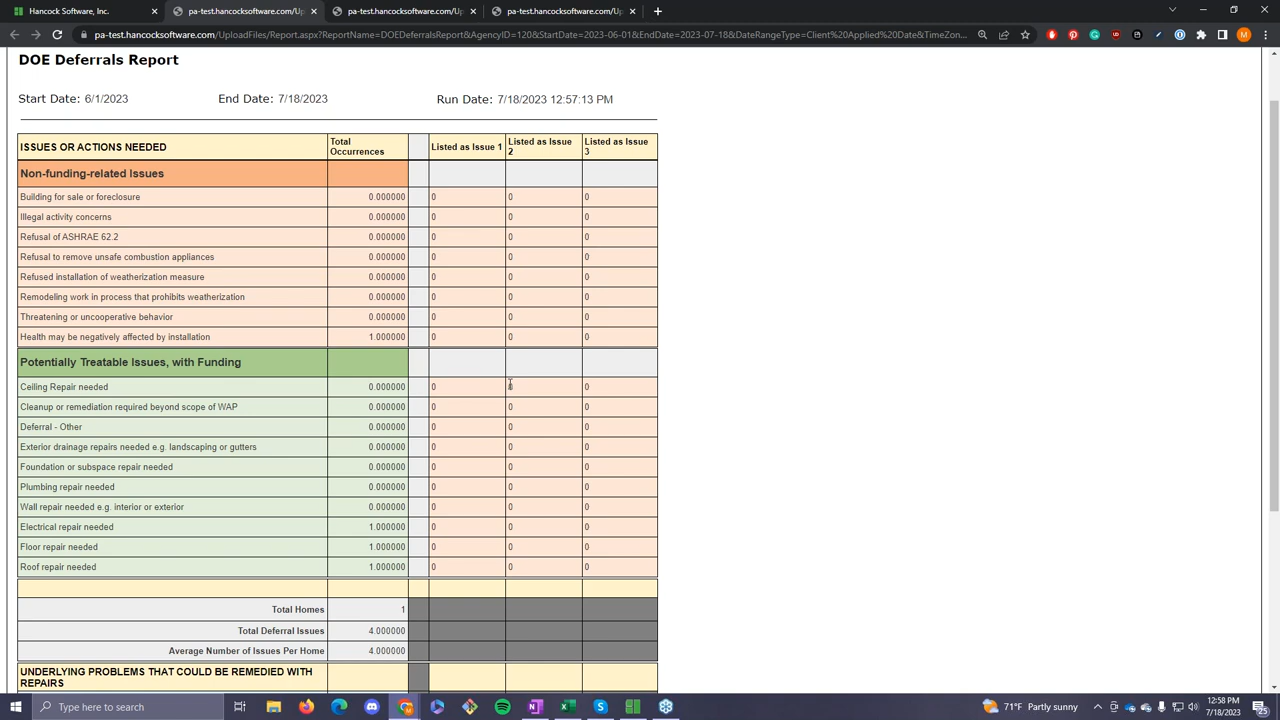 Hancock Software, Inc.
pa-test.hancocksoftware.com/Up
pa-test.hancocksoftware.com/Up
pa-test.hancocksoftware.com/Up
pa-test.hancocksoftware.com/UploadFiles/Report.aspx?ReportName=DOEDeferralsReport&AgencyID=120&StartDate=2023-06-01&EndDate=2023-07-18&DateRangeType=Client%20Applied%20Date&TimeZon...
DOE Deferrals Report
Start Date: 6/1/2023 End Date: 7/18/2023 Run Date: 7/18/2023 12:57:13 PM
ISSUES OR ACTIONS NEEDED Total Occurrences Listed as Issue 1 Listed as Issue 2 Listed as Issue 3
Non-funding-related Issues
Building for sale or foreclosure 0.000000 0 0 0
Illegal activity concerns 0.000000 0 0 0
Refusal of ASHRAE 62.2 0.000000 0 0 0
Refusal to remove unsafe combustion appliances 0.000000 0 0 0
Refused installation of weatherization measure 0.000000 0 0 0
Remodeling work in process that prohibits weatherization 0.000000 0 0 0
Threatening or uncooperative behavior 0.000000 0 0 0
Health may be negatively affected by installation 1.000000 0 0 0
Potentially Treatable Issues, with Funding
Ceiling Repair needed 0.000000 0 0 0
Cleanup or remediation required beyond scope of WAP 0.000000 0 0 0
Deferral - Other 0.000000 0 0 0
Exterior drainage repairs needed e.g. landscaping or gutters 0.000000 0 0 0
Foundation or subspace repair needed 0.000000 0 0 0
Plumbing repair needed 0.000000 0 0 0
Wall repair needed e.g. interior or exterior 0.000000 0 0 0
Electrical repair needed 1.000000 0 0 0
Floor repair needed 1.000000 0 0 0
Roof repair needed 1.000000 0 0 0
Total Homes 1
Total Deferral Issues 4.000000
Average Number of Issues Per Home 4.000000
UNDERLYING PROBLEMS THAT COULD BE REMEDIED WITH
REPAIRS
Type here to search
71°F Partly sunny
12:58 PM
7/18/2023
25